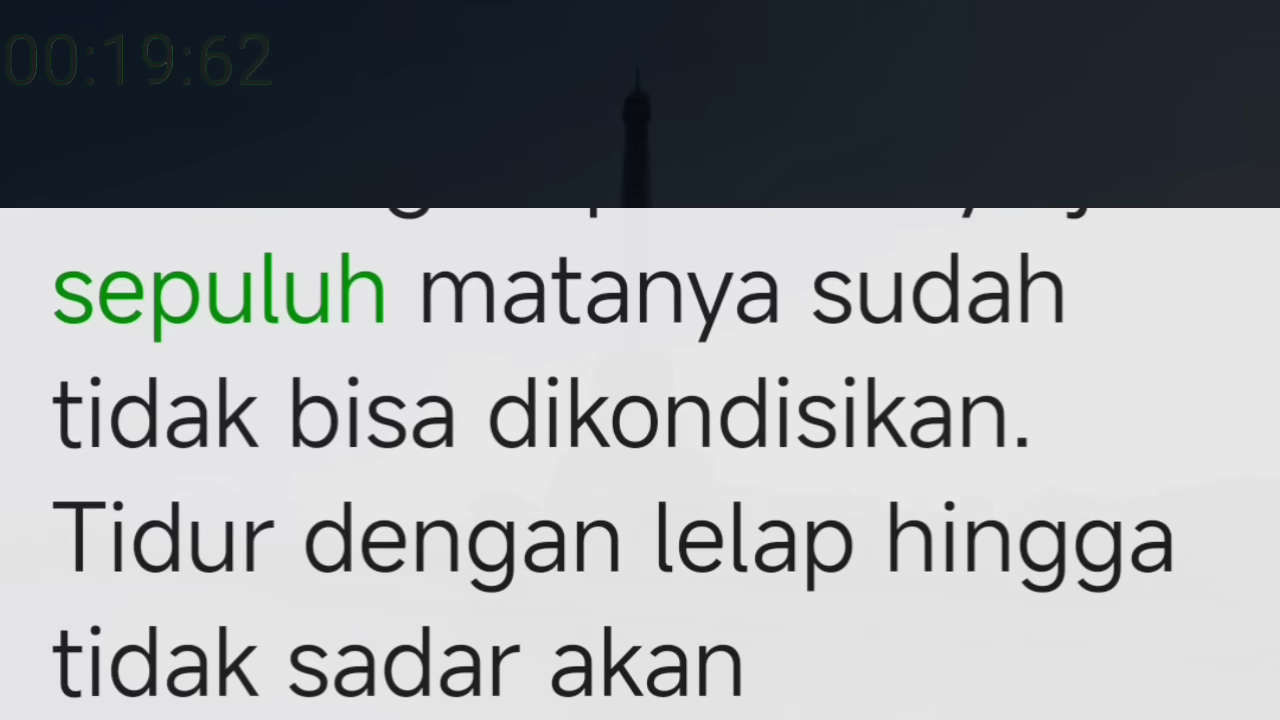 00:19:62
sepuluh matanya sudah
tidak bisa dikondisikan.
Tidur dengan lelap hingga
tidak sadar akan